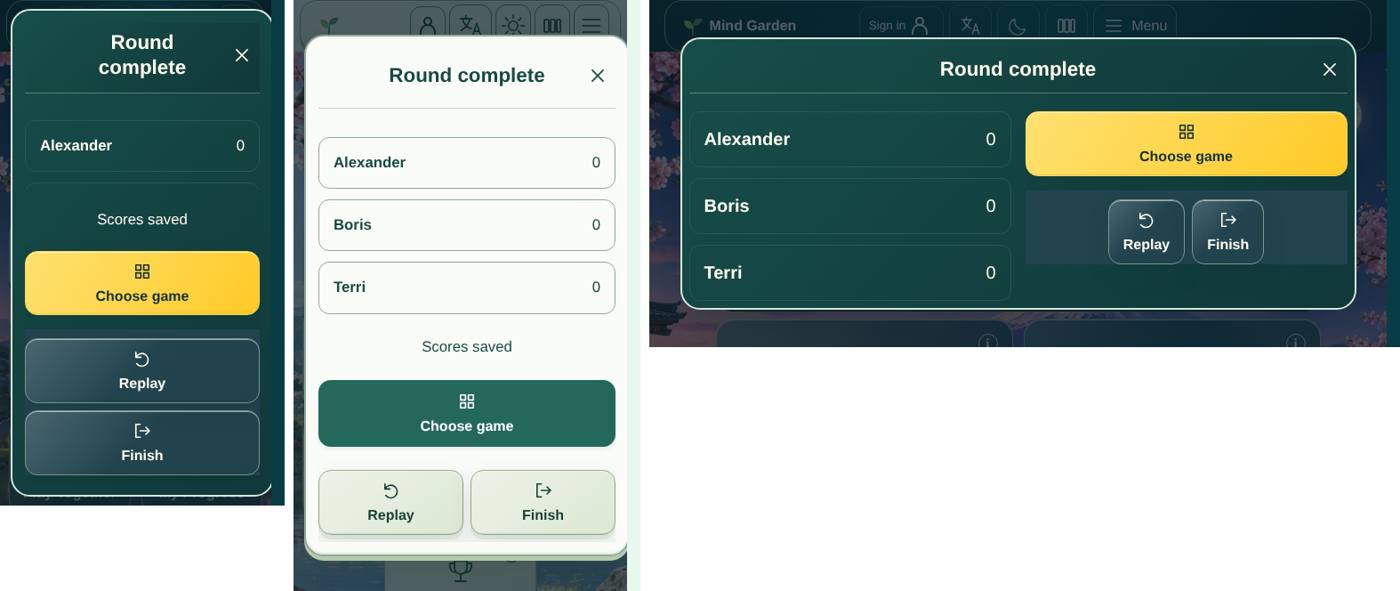 Round
complete
Alexander 0
Scores saved
Choose game
Replay
Finish
Round complete
Alexander 0
Boris 0
Terri 0
Scores saved
Choose game
Replay Finish
Mind Garden Sign in Menu
Round complete
Alexander 0
Boris 0
Terri 0
Choose game
Replay Finish